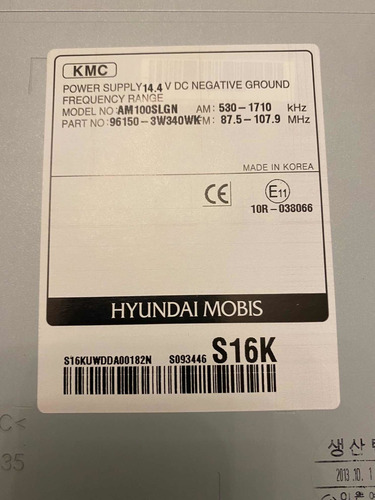 KMC
POWER SUPPLY 14.4 V DC NEGATIVE GROUND
FREQUENCY RANGE
MODEL NO: AM100SLGN AM: 530-1710 kHz
PART NO : 96150-3W340WK FM: 87.5-107.9 MHz
MADE IN KOREA
CE E11
10R-038066
HYUNDAI MOBIS
S16KUWDDA00182N S093446 S16K
C<
35
생산
2013. 10. 1